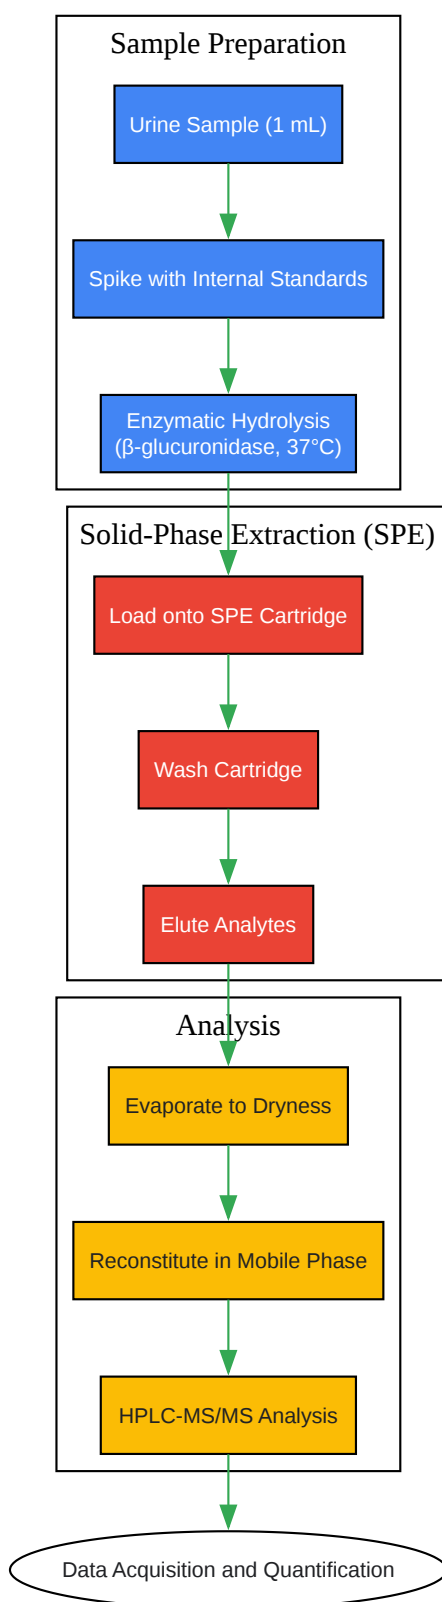 Sample Preparation
Urine Sample (1 mL)
Spike with Internal Standards
Enzymatic Hydrolysis
(β-glucuronidase, 37°C)
Solid-Phase Extraction (SPE)
Load onto SPE Cartridge
Wash Cartridge
Elute Analytes
Analysis
Evaporate to Dryness
Reconstitute in Mobile Phase
HPLC-MS/MS Analysis
Data Acquisition and Quantification